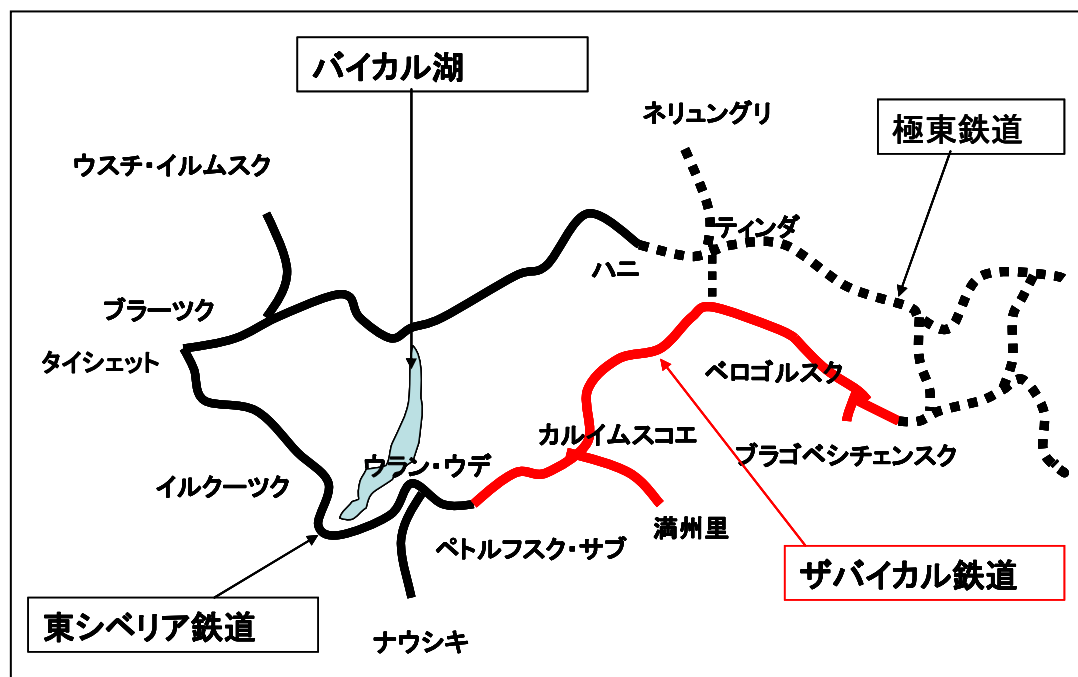 バイカル湖
ネリュングリ
極東鉄道
ウスチ・イルムスク
ティンダ
ハニ
ブラーツク
タイシェット
ベロゴルスク
カルイムスコエ
ブラゴベシチェンスク
ウラン・ウデ
イルクーツク
満州里
ペトルフスク・サブ
ザバイカル鉄道
東シベリア鉄道
ナウシキ